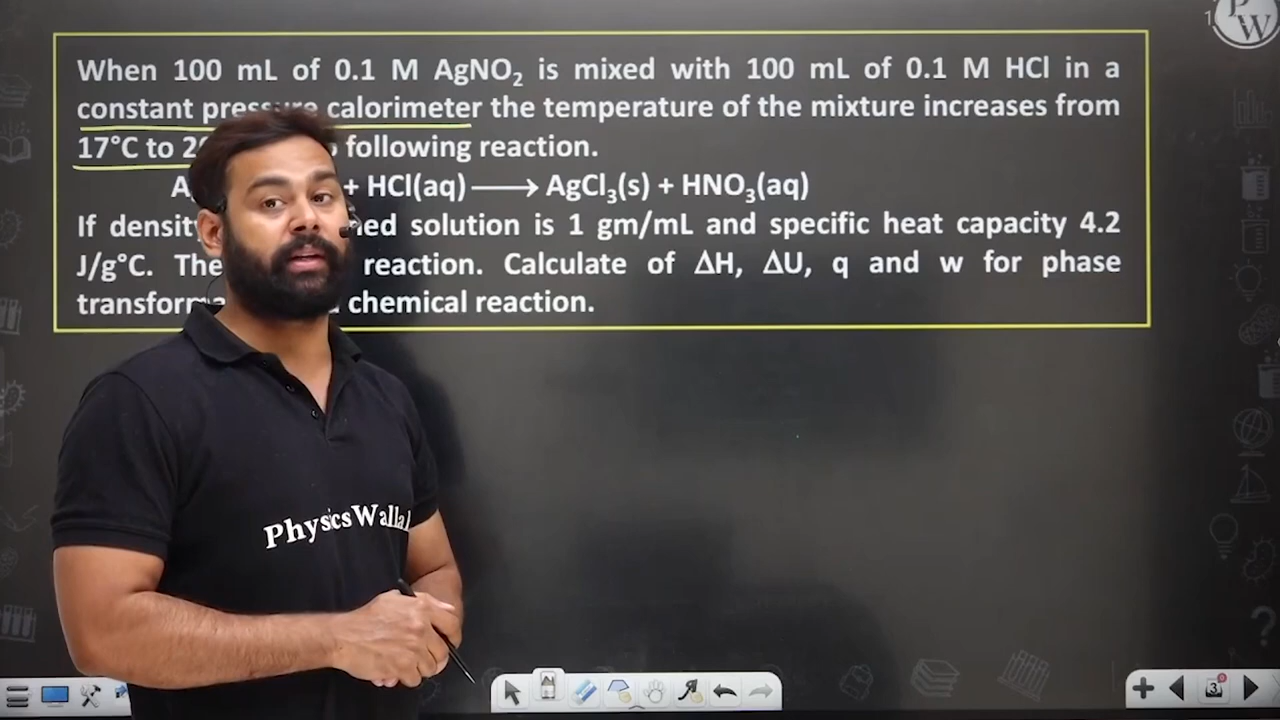 When 100 mL of 0.1 M AgNO₂ is mixed with 100 mL of 0.1 M HCl in a
constant pressure calorimeter the temperature of the mixture increases from
17°C to following reaction.
+ HCl(aq) ⟶ AgCl₃(s) + HNO₃(aq)
If solution is 1 gm/mL and specific heat capacity 4.2
J/g°C. reaction. Calculate of ΔH, ΔU, q and w for phase
chemical reaction.
PW
PhysicsWallal
3